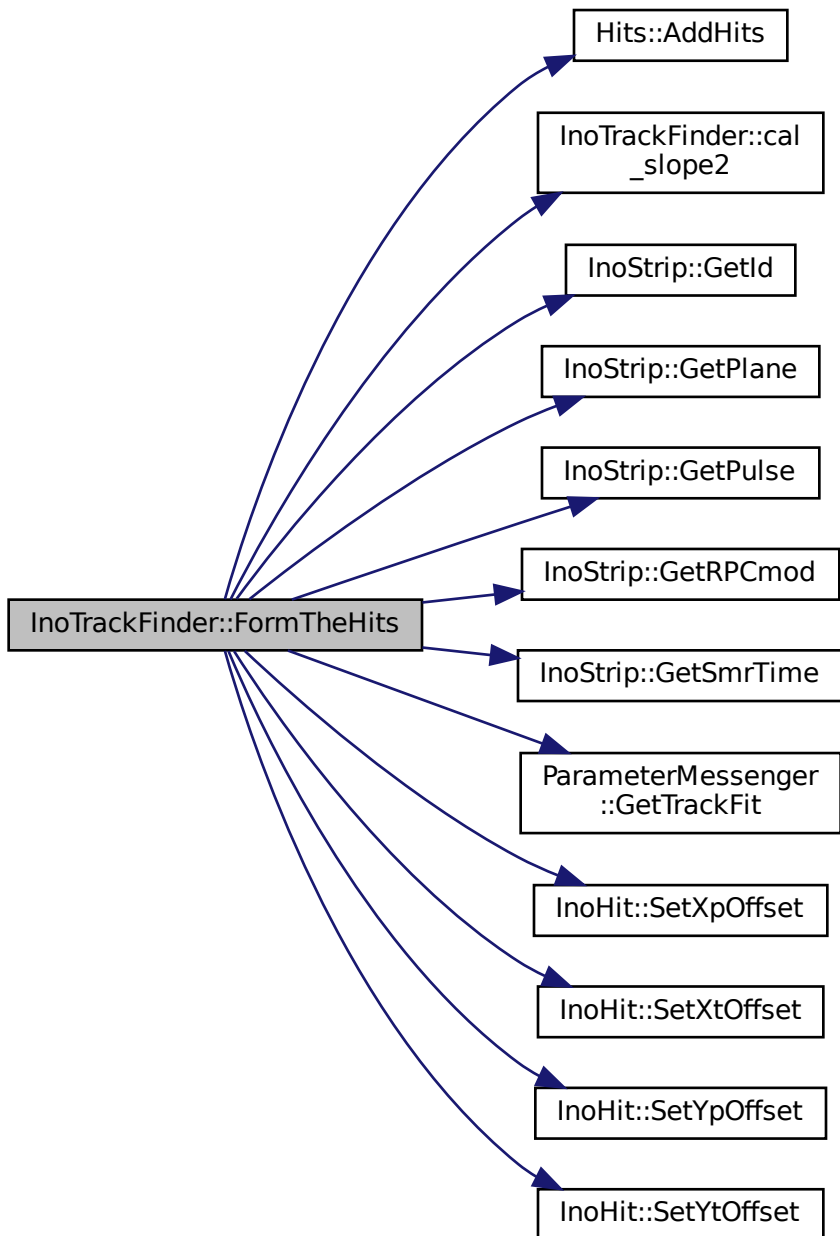 Hits::AddHits
InoTrackFinder::cal
_slope2
InoStrip::GetId
InoStrip::GetPlane
InoStrip::GetPulse
InoStrip::GetRPCmod
InoTrackFinder::FormTheHits
InoStrip::GetSmrTime
ParameterMessenger
::GetTrackFit
InoHit::SetXpOffset
InoHit::SetXtOffset
InoHit::SetYpOffset
InoHit::SetYtOffset